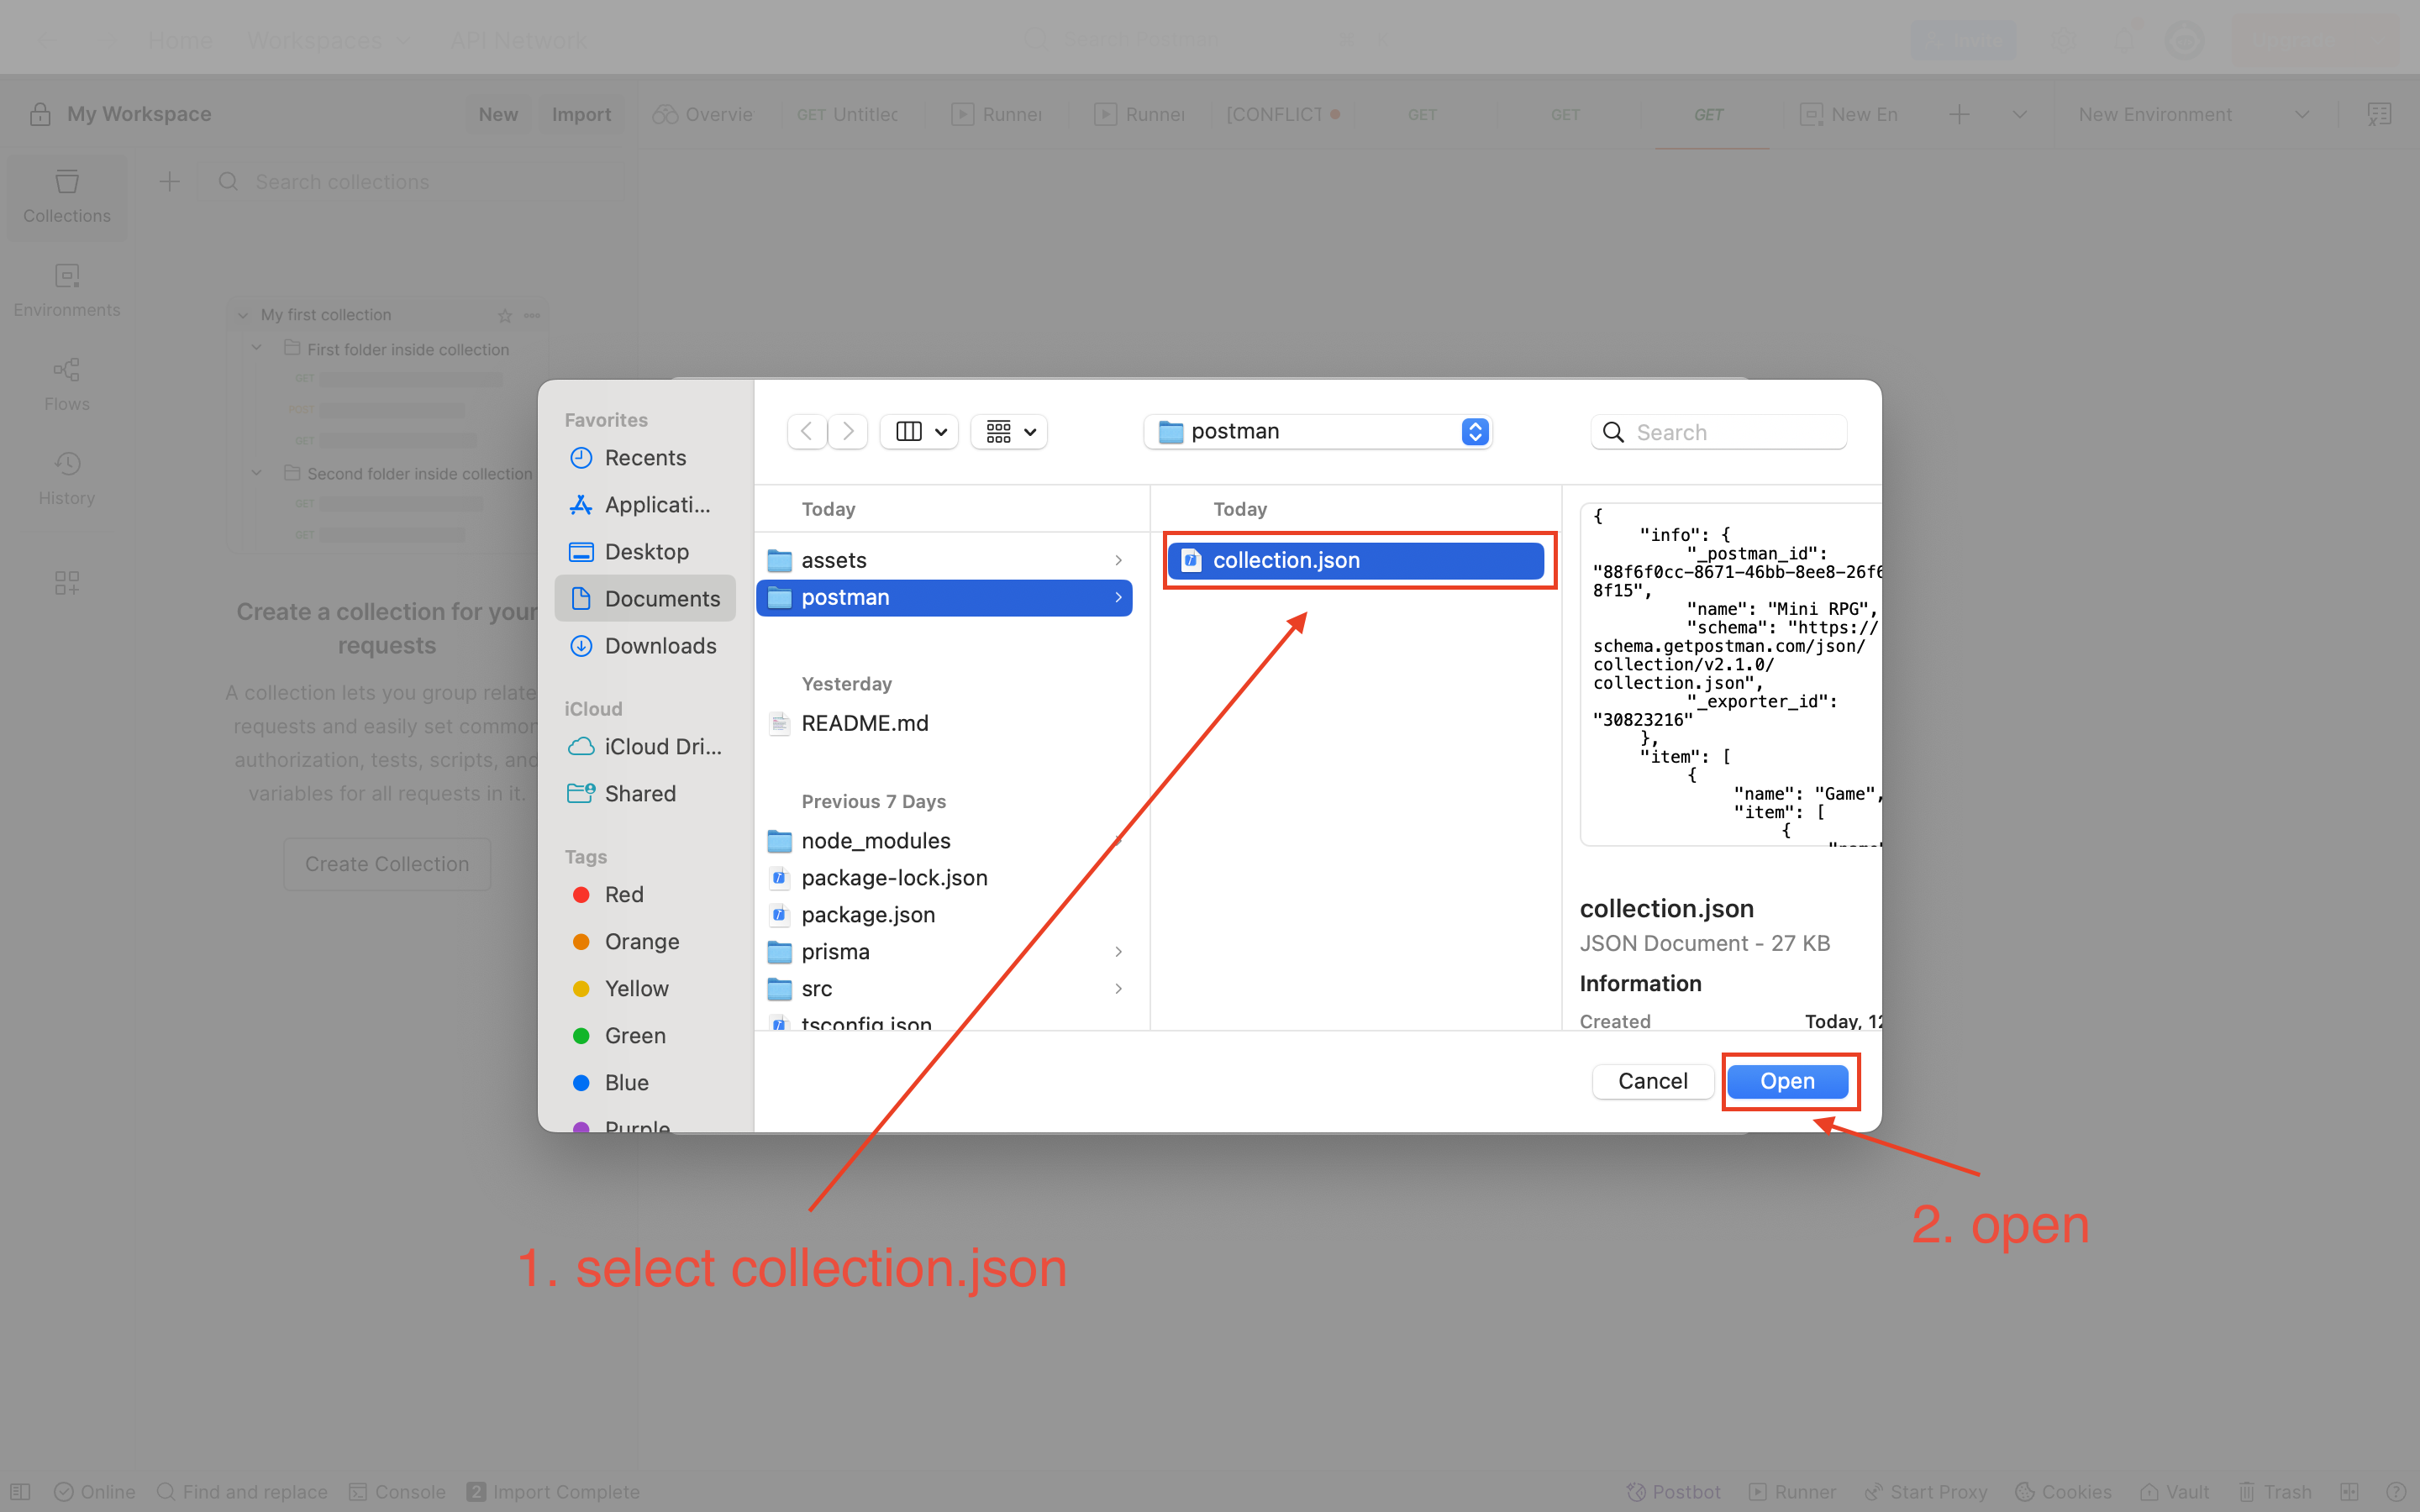 Home Workspaces API Network Search Postman Invite Upgrade
My Workspace New Import Overvie GET Untitlec Runner Runner [CONFLICT GET GET GET New En New Environment
Search collections
Collections
Environments
Flows
History
My first collection
First folder inside collection
GET
POST
GET
Second folder inside collection
GET
GET
Create a collection for your
requests
A collection lets you group relate
requests and easily set common
authorization, tests, scripts, and
variables for all requests in it.
Create Collection
Favorites
Recents
Applicati...
Desktop
Documents
Downloads
iCloud
iCloud Dri...
Shared
Tags
Red
Orange
Yellow
Green
Blue
Purple
postman
Search
Today
assets
postman
Yesterday
README.md
Previous 7 Days
node_modules
package-lock.json
package.json
prisma
src
tsconfig.json
Today
collection.json
{
"info": {
"_postman_id":
"88f6f0cc-8671-46bb-8ee8-26f6
8f15",
"name": "Mini RPG",
"schema": "https://
schema.getpostman.com/json/
collection/v2.1.0/
collection.json",
"_exporter_id":
"30823216"
},
"item": [
{
"name": "Game",
"item": [
{
"name"
collection.json
JSON Document - 27 KB
Information
Created Today, 12
Cancel Open
1. select collection.json
2. open
Online Find and replace Console 2 Import Complete Postbot Runner Start Proxy Cookies Vault Trash